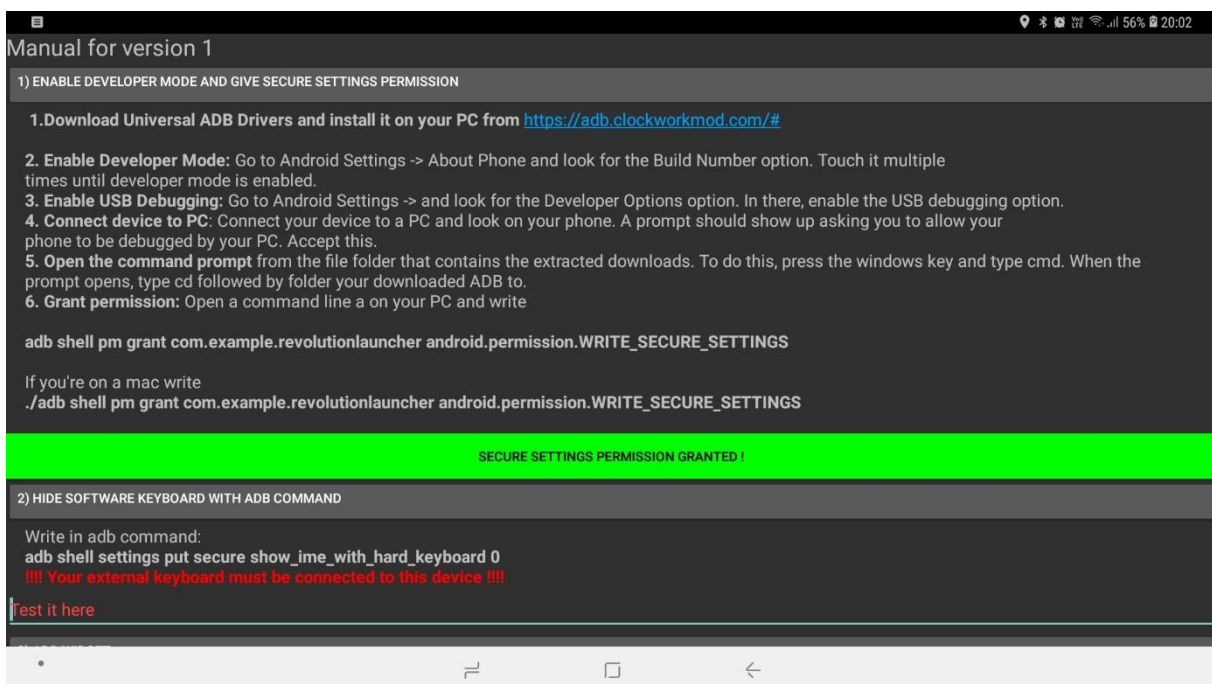 56% 20:02
Manual for version 1
1) ENABLE DEVELOPER MODE AND GIVE SECURE SETTINGS PERMISSION
1.Download Universal ADB Drivers and install it on your PC from https://adb.clockworkmod.com/#
2. Enable Developer Mode: Go to Android Settings -> About Phone and look for the Build Number option. Touch it multiple
times until developer mode is enabled.
3. Enable USB Debugging: Go to Android Settings -> and look for the Developer Options option. In there, enable the USB debugging option.
4. Connect device to PC: Connect your device to a PC and look on your phone. A prompt should show up asking you to allow your
phone to be debugged by your PC. Accept this.
5. Open the command prompt from the file folder that contains the extracted downloads. To do this, press the windows key and type cmd. When the
prompt opens, type cd followed by folder your downloaded ADB to.
6. Grant permission: Open a command line a on your PC and write
adb shell pm grant com.example.revolutionlauncher android.permission.WRITE_SECURE_SETTINGS
If you're on a mac write
./adb shell pm grant com.example.revolutionlauncher android.permission.WRITE_SECURE_SETTINGS
SECURE SETTINGS PERMISSION GRANTED !
2) HIDE SOFTWARE KEYBOARD WITH ADB COMMAND
Write in adb command:
adb shell settings put secure show_ime_with_hard_keyboard 0
!!!! Your external keyboard must be connected to this device !!!!
Test it here